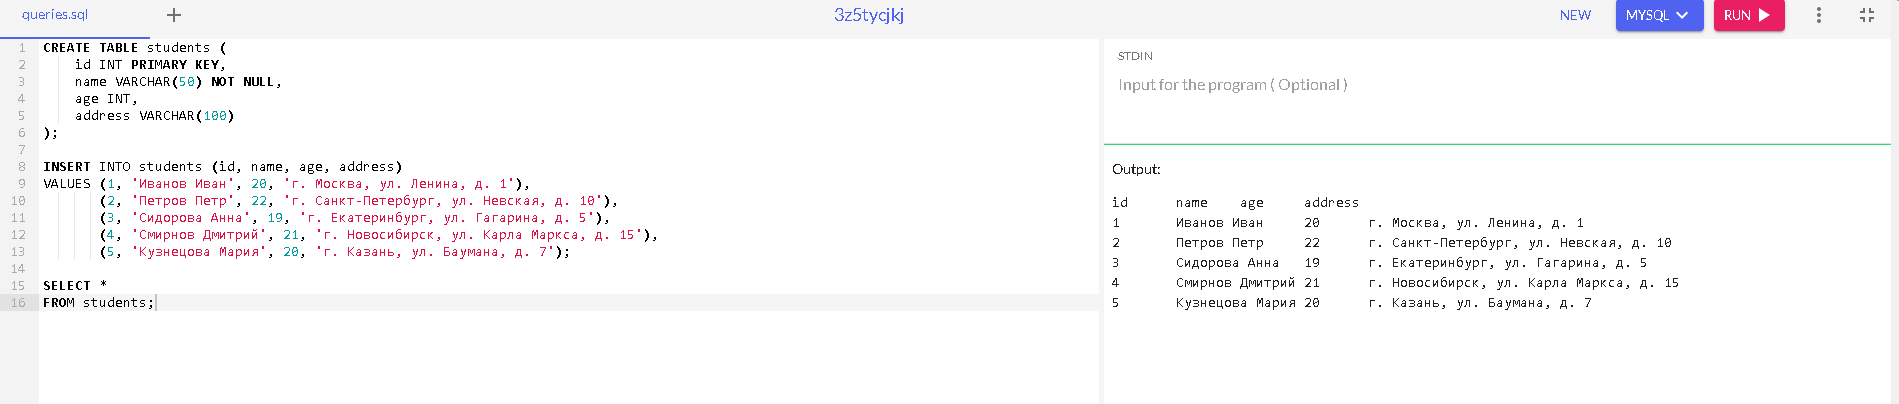 queries.sql
3z5tycjkj
NEW
MYSQL
RUN
1 CREATE TABLE students (
2 id INT PRIMARY KEY,
3 name VARCHAR(50) NOT NULL,
4 age INT,
5 address VARCHAR(100)
6 );
7
8 INSERT INTO students (id, name, age, address)
9 VALUES (1, 'Иванов Иван', 20, 'г. Москва, ул. Ленина, д. 1'),
10 (2, 'Петров Петр', 22, 'г. Санкт-Петербург, ул. Невская, д. 10'),
11 (3, 'Сидорова Анна', 19, 'г. Екатеринбург, ул. Гагарина, д. 5'),
12 (4, 'Смирнов Дмитрий', 21, 'г. Новосибирск, ул. Карла Маркса, д. 15'),
13 (5, 'Кузнецова Мария', 20, 'г. Казань, ул. Баумана, д. 7');
14
15 SELECT *
16 FROM students;
STDIN
Input for the program ( Optional )
Output:
id name age address
1 Иванов Иван 20 г. Москва, ул. Ленина, д. 1
2 Петров Петр 22 г. Санкт-Петербург, ул. Невская, д. 10
3 Сидорова Анна 19 г. Екатеринбург, ул. Гагарина, д. 5
4 Смирнов Дмитрий 21 г. Новосибирск, ул. Карла Маркса, д. 15
5 Кузнецова Мария 20 г. Казань, ул. Баумана, д. 7